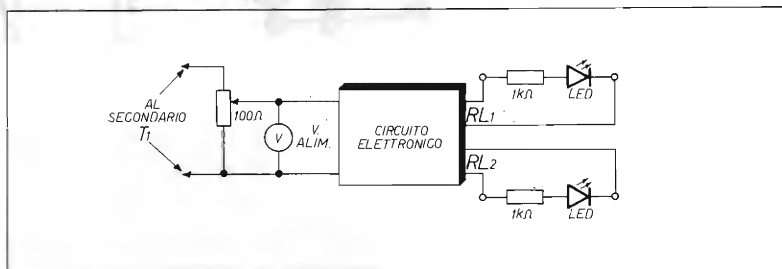 AL
SECONDARIO
T1
100Ω
V
V.
ALIM.
CIRCUITO
ELETTRONICO
RL1
1kΩ
LED
RL2
1kΩ
LED